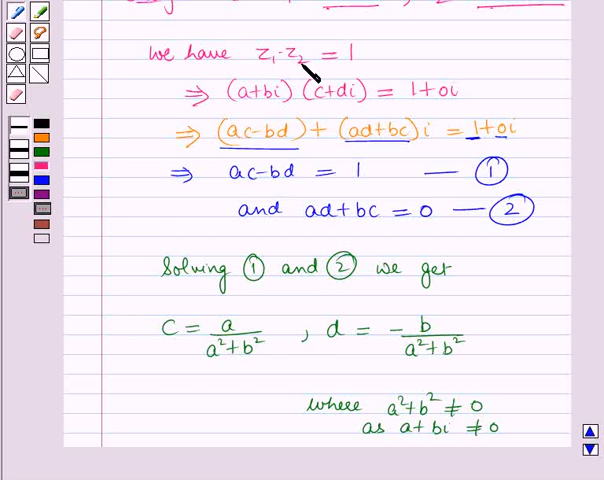 we have z₁·z₂ = 1
⇒ (a+bi) (c+di) = 1+0i
⇒ (ac-bd) + (ad+bc) i = 1+0i
⇒ ac-bd = 1 — ①
and ad+bc = 0 — ②
Solving ① and ② we get
c = a/(a²+b²) , d = -b/(a²+b²)
where a²+b² ≠ 0
as a+bi ≠ 0